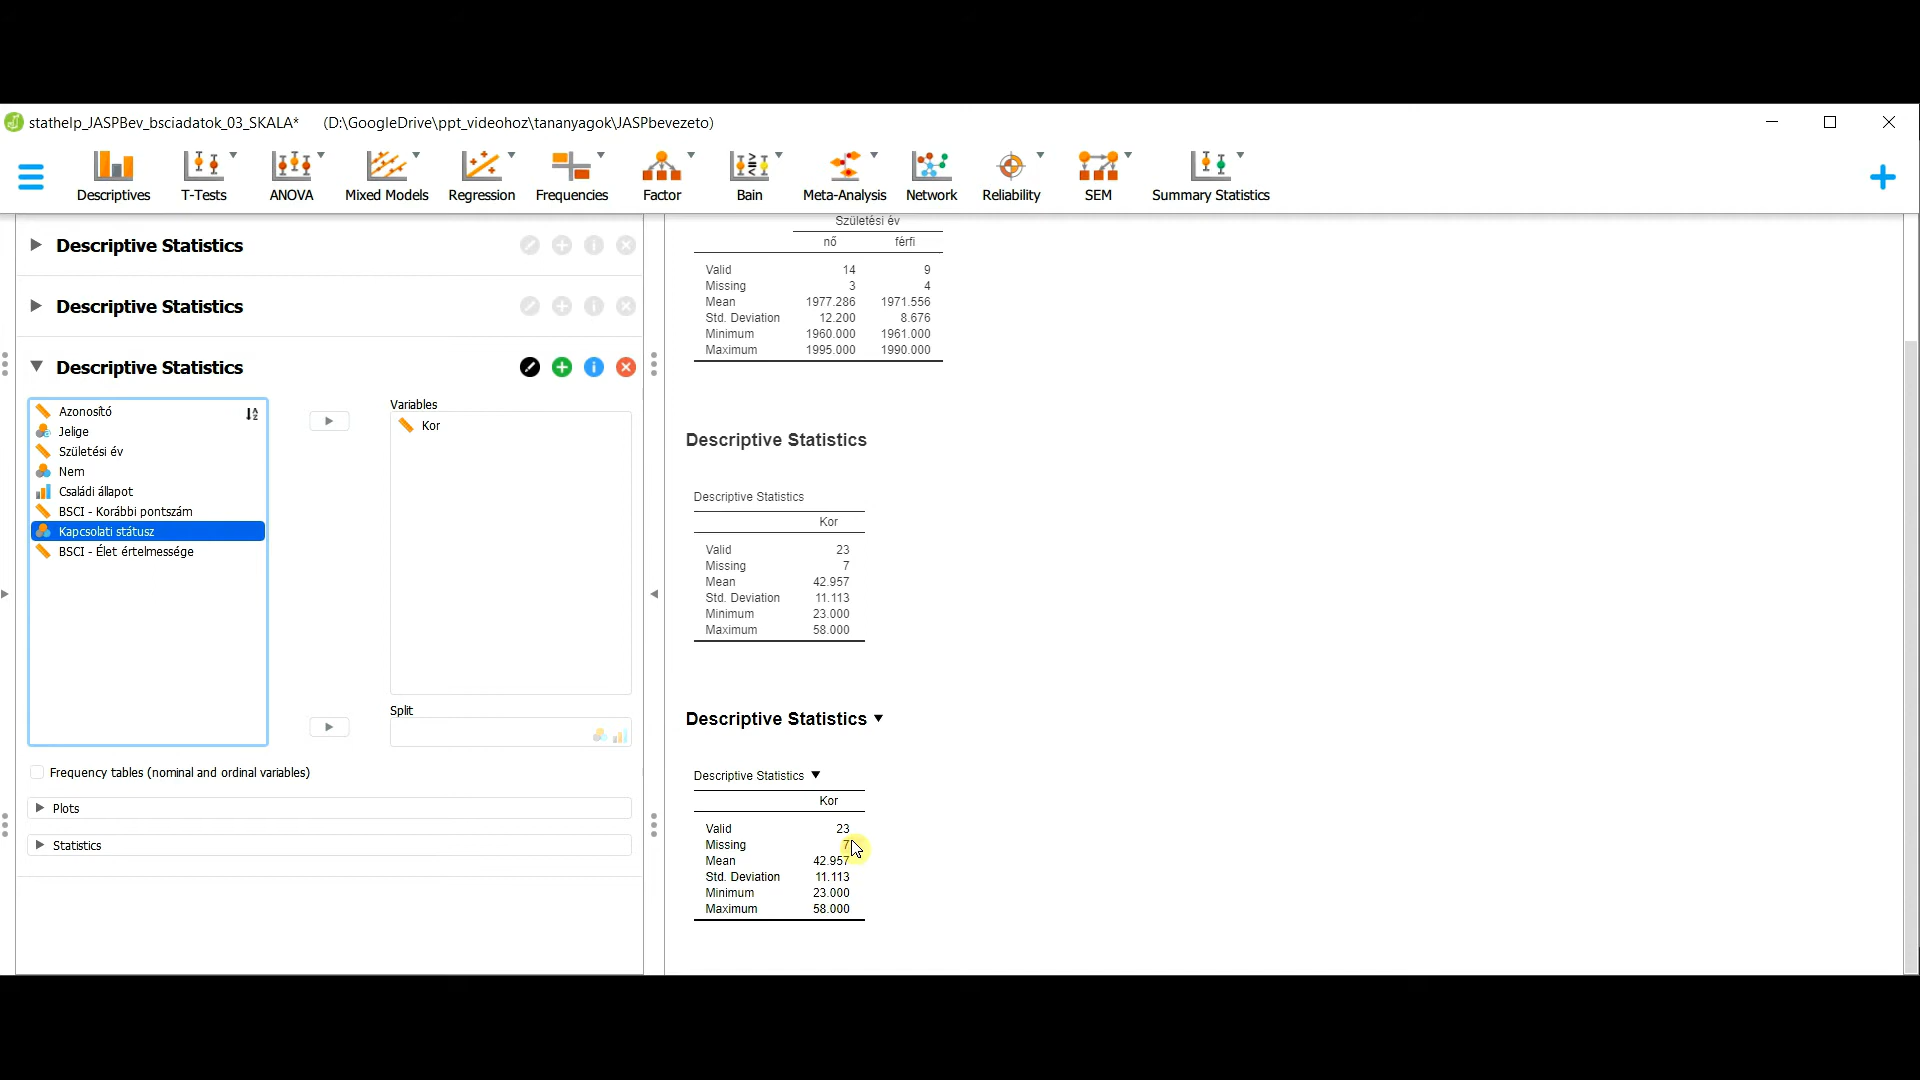 stathelp_JASPBev_bsciadatok_03_SKALA* (D:\GoogleDrive\ppt_videohoz\tananyagok\JASPbevezeto)
Descriptives T-Tests ANOVA Mixed Models Regression Frequencies Factor Bain Meta-Analysis Network Reliability SEM Summary Statistics
Descriptive Statistics
Descriptive Statistics
Descriptive Statistics
Azonosító
Jelige
Születési év
Nem
Családi állapot
BSCI - Korábbi pontszám
Kapcsolati státusz
BSCI - Élet értelmessége
Variables
Kor
Split
Frequency tables (nominal and ordinal variables)
Plots
Statistics
Születési év
nő férfi
Valid 14 9
Missing 3 4
Mean 1977.286 1971.556
Std. Deviation 12.200 8.676
Minimum 1960.000 1961.000
Maximum 1995.000 1990.000
Descriptive Statistics
Descriptive Statistics
Kor
Valid 23
Missing 7
Mean 42.957
Std. Deviation 11.113
Minimum 23.000
Maximum 58.000
Descriptive Statistics
Descriptive Statistics
Kor
Valid 23
Missing 7
Mean 42.957
Std. Deviation 11.113
Minimum 23.000
Maximum 58.000